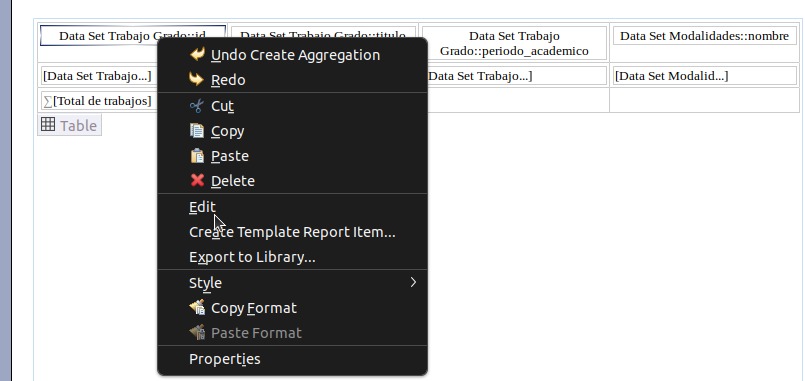 Data Set Trabajo Grado::id
Data Set Trabajo Grado::titulo
Data Set Trabajo
Grado::periodo_academico
Data Set Modalidades::nombre
[Data Set Trabajo...]
Data Set Trabajo...]
[Data Set Modalid...]
∑[Total de trabajos]
Table
Undo Create Aggregation
Redo
Cut
Copy
Paste
Delete
Edit
Create Template Report Item...
Export to Library...
Style
Copy Format
Paste Format
Properties